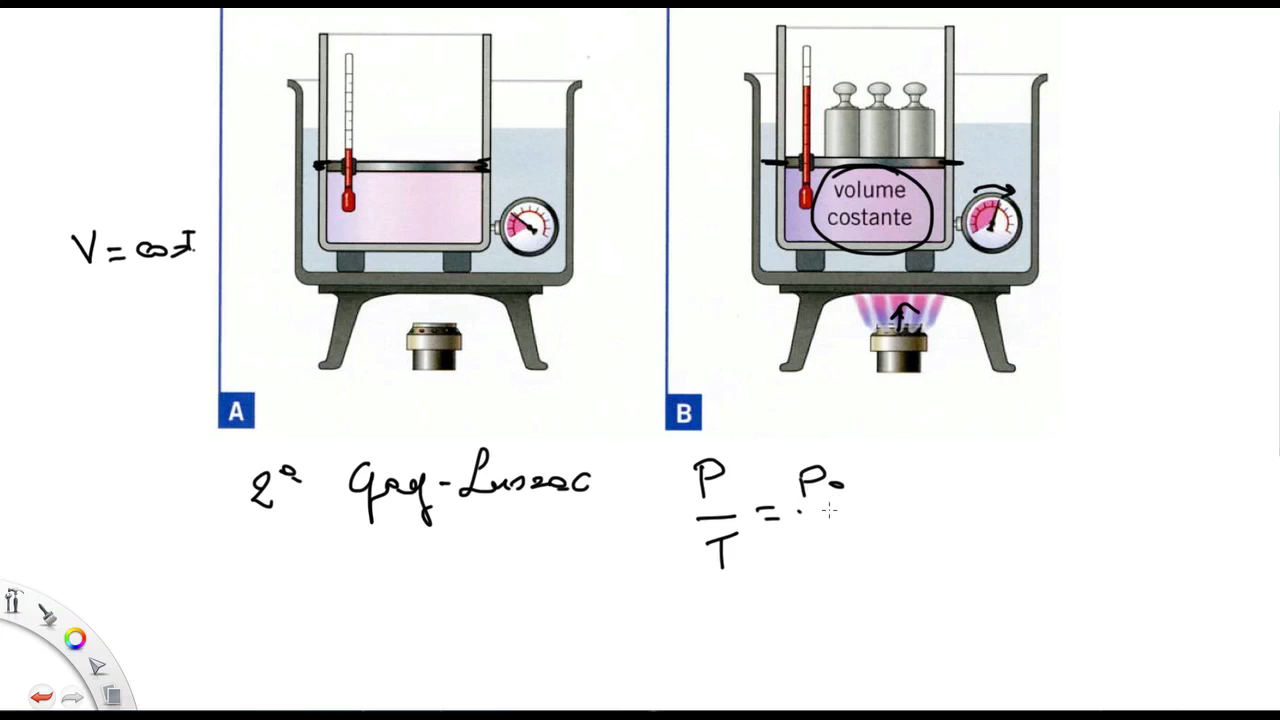 volume
costante
V = cost
A
B
2ª Gay-Lussac
P
T
= P₀